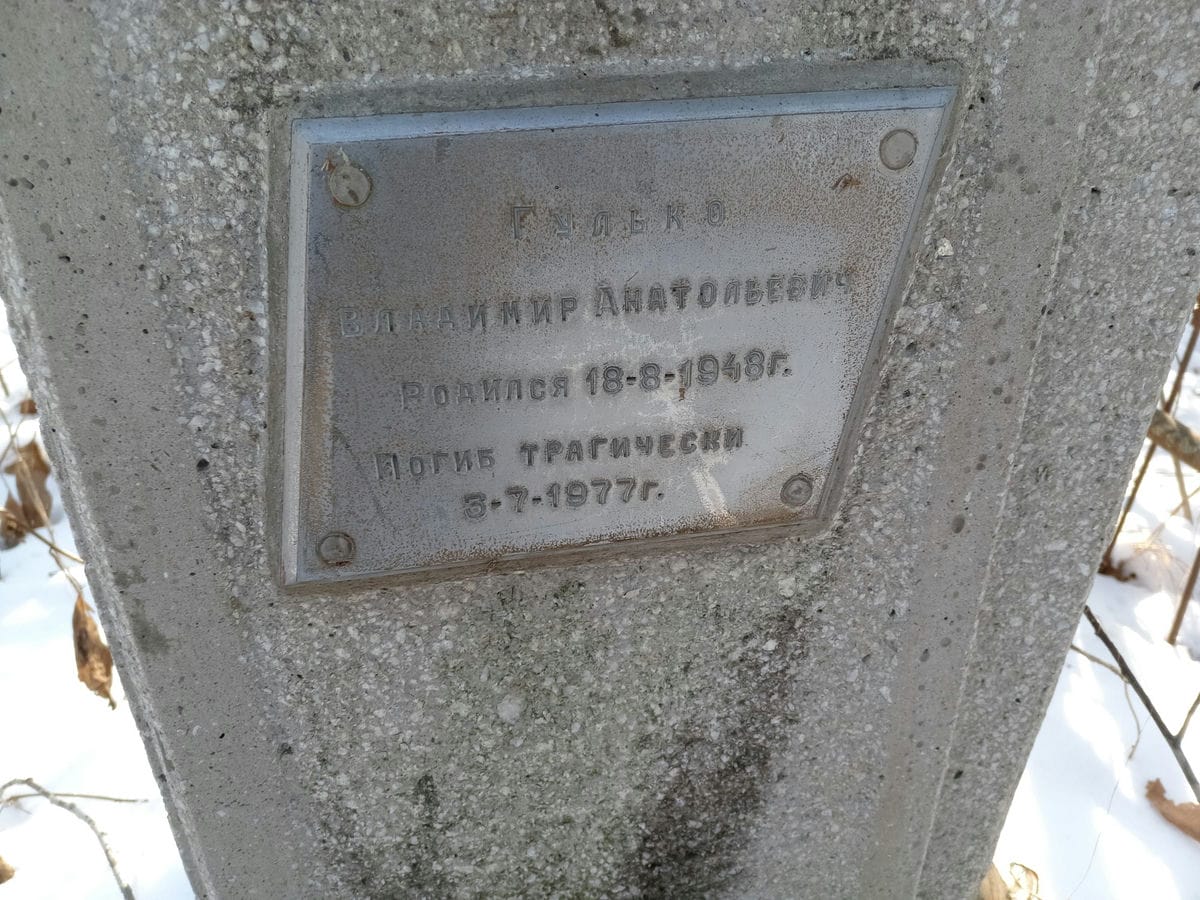 Гулько
Владимир Анатольевич
Родился 18-8-1948г.
Погиб трагически
3-7-1977г.